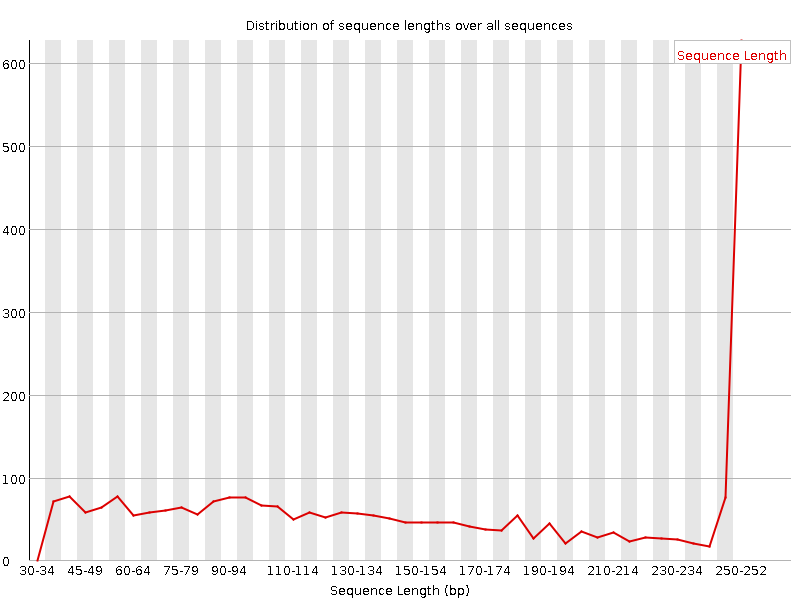 Distribution of sequence lengths over all sequences
Sequence Length
600
500
400
300
200
100
0
30-34 45-49 60-64 75-79 90-94 110-114 130-134 150-154 170-174 190-194 210-214 230-234 250-252
Sequence Length (bp)